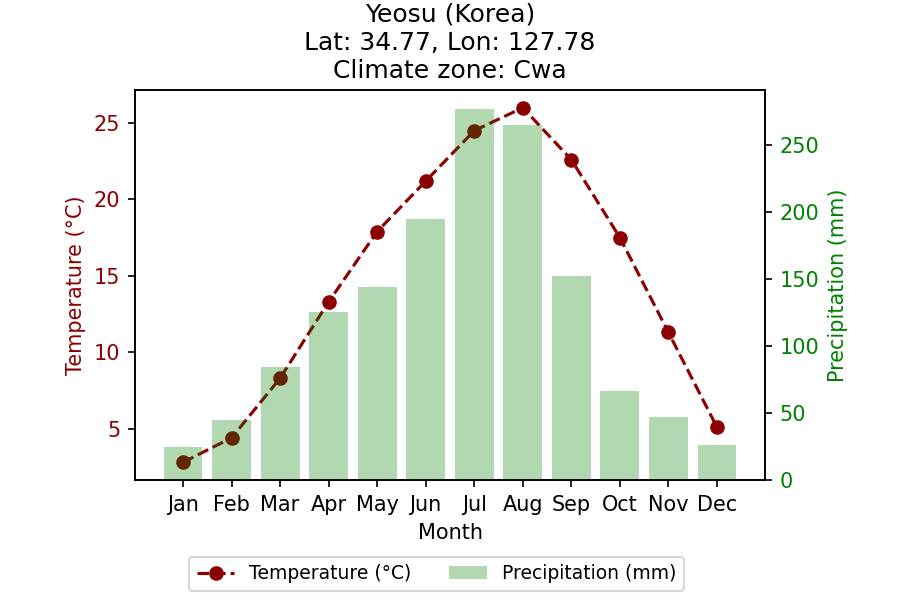 Yeosu (Korea)
Lat: 34.77, Lon: 127.78
Climate zone: Cwa
25
20
15
10
5
Temperature (°C)
250
200
150
100
50
0
Precipitation (mm)
Jan Feb Mar Apr May Jun Jul Aug Sep Oct Nov Dec
Month
Temperature (°C) Precipitation (mm)